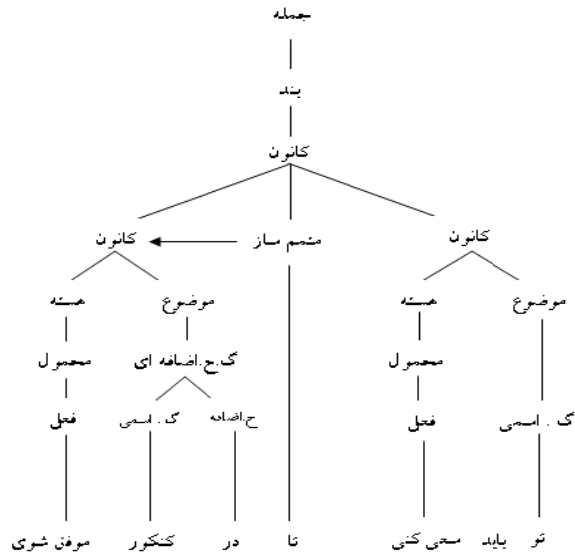 جمله
بند
کانون
کانون متمم ساز کانون
موضوع هسته موضوع هسته
محمول گ.ح.اضافه ای محمول
گ . اسمی فعل ح.اضافه گ . اسمی فعل
تو باید سعی کنی تا در کنکور موفق شوی